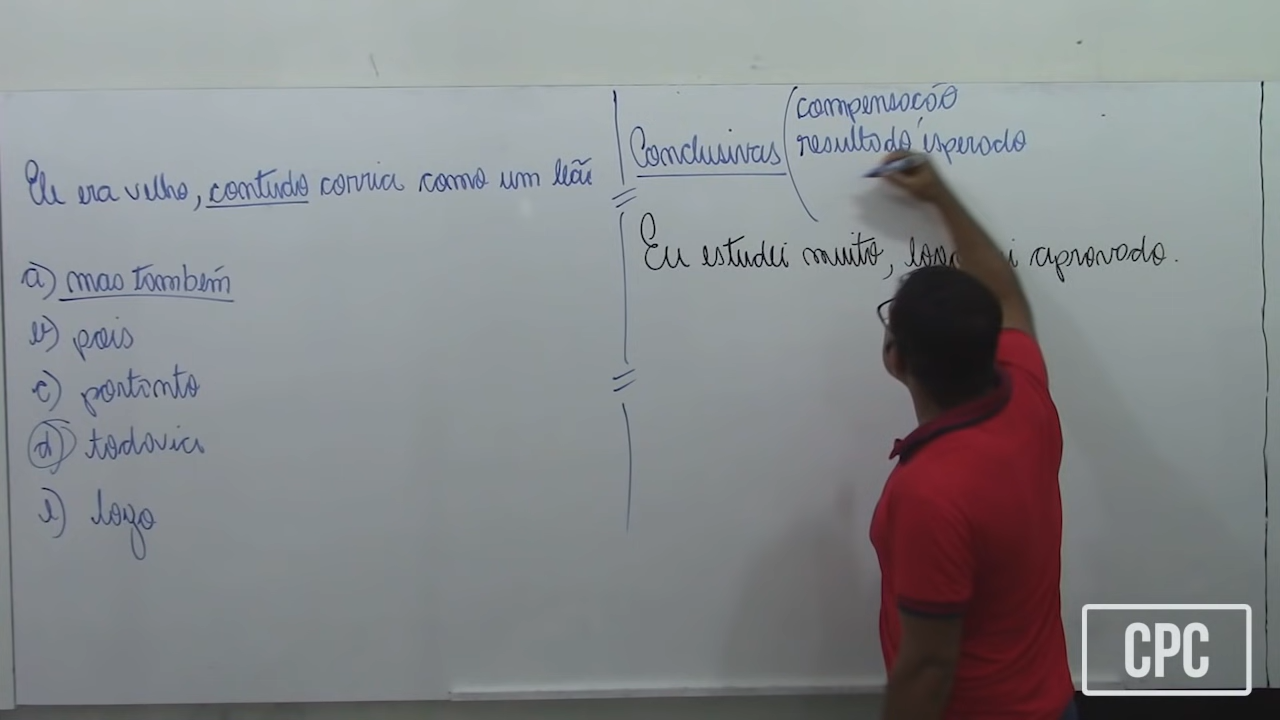 Ele era velho, contudo corria como um leão
a) mas também
b) pois
c) portanto
d) todavia
e) logo
Conclusivas
compensação
resultado esperado
Eu estudei muito, aprovado.
CPC